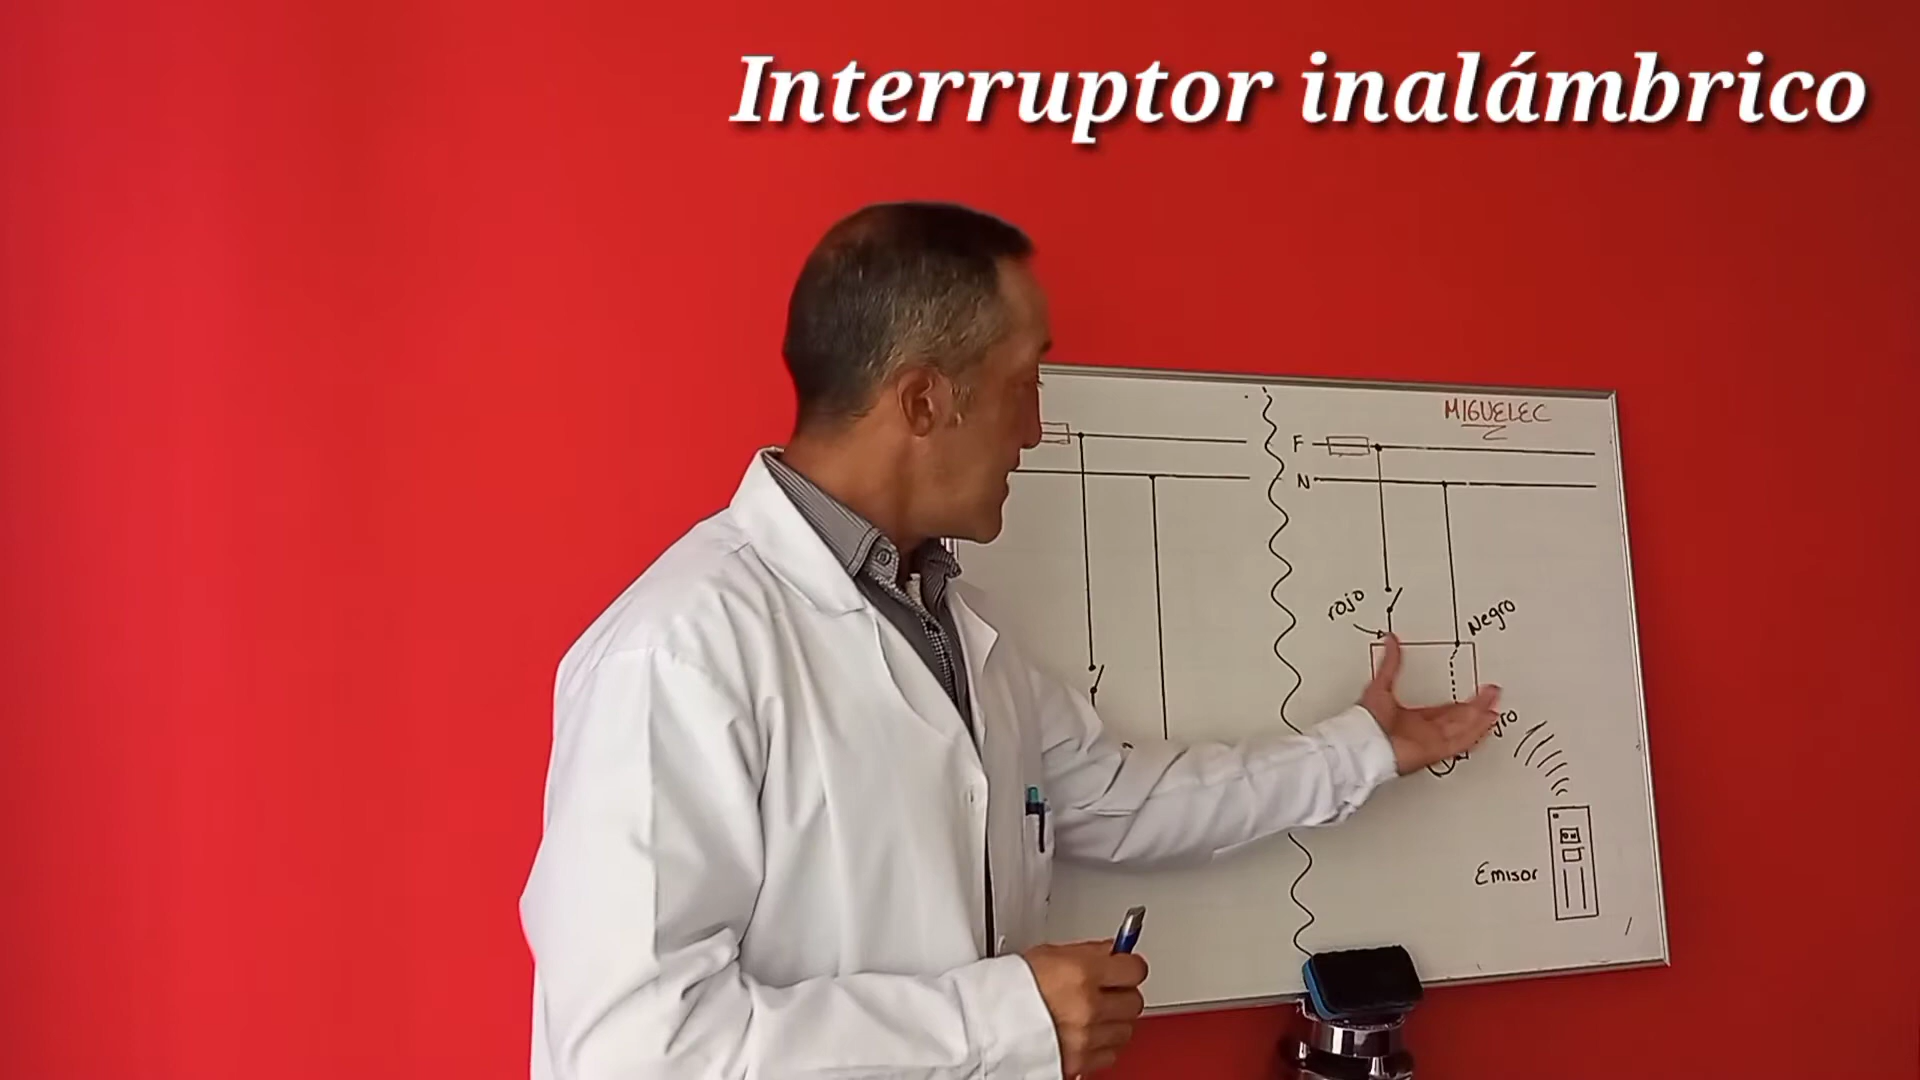 Interruptor inalámbrico
MIGUELEC
F
N
rojo
Negro
Emisor